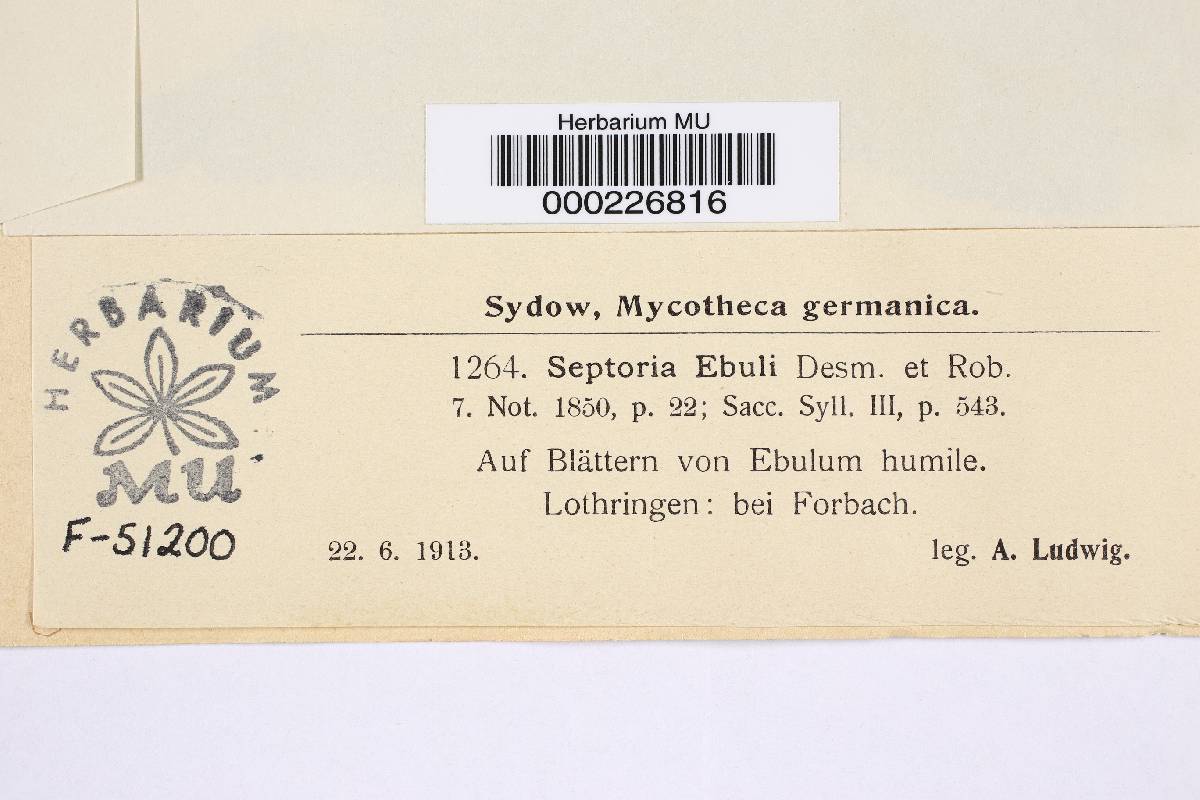 Herbarium MU
000226816
Sydow, Mycotheca germanica.
1264. Septoria Ebuli Desm. et Rob.
7. Not. 1850, p. 22; Sacc. Syll. III, p. 543.
Auf Blättern von Ebulum humile.
Lothringen: bei Forbach.
22. 6. 1913.
leg. A. Ludwig.
HERBARIUM
MU
F-51200